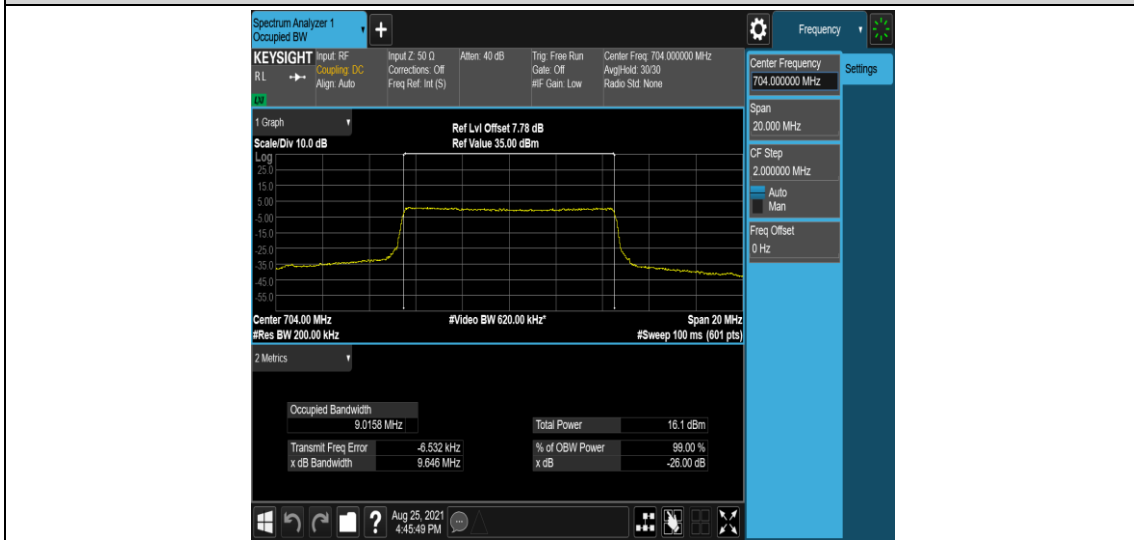 Spectrum Analyzer 1
Occupied BW
+
Frequency
KEYSIGHT
RL
LXI
Input: RF
Coupling: DC
Align: Auto
Input Z: 50 Ω
Corrections: Off
Freq Ref: Int (S)
Atten: 40 dB
Trig: Free Run
Gate: Off
#IF Gain: Low
Center Freq: 704.000000 MHz
Avg|Hold: 30/30
Radio Std: None
Center Frequency
704.000000 MHz
Settings
Span
20.000 MHz
CF Step
2.000000 MHz
Auto
Man
Freq Offset
0 Hz
1 Graph
Ref Lvl Offset 7.78 dB
Scale/Div 10.0 dB
Ref Value 35.00 dBm
Log
25.0
15.0
5.00
-5.00
-15.0
-25.0
-35.0
-45.0
-55.0
Center 704.00 MHz
#Video BW 620.00 kHz*
Span 20 MHz
#Res BW 200.00 kHz
#Sweep 100 ms (601 pts)
2 Metrics
Occupied Bandwidth
9.0158 MHz
Total Power 16.1 dBm
Transmit Freq Error -6.532 kHz
% of OBW Power 99.00 %
x dB Bandwidth 9.646 MHz
x dB -26.00 dB
?
Aug 25, 2021
4:45:49 PM